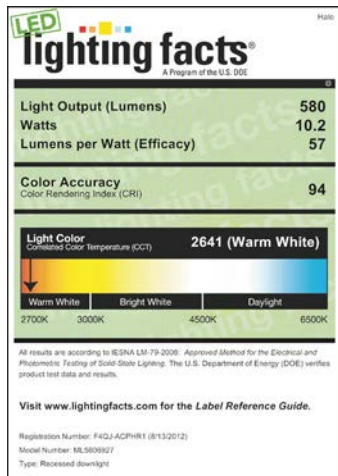 Halo
LED
lighting facts®
A Program of the U.S. DOE
Light Output (Lumens) 580
Watts 10.2
Lumens per Watt (Efficacy) 57
Color Accuracy 94
Color Rendering Index (CRI)
Light Color 2641 (Warm White)
Correlated Color Temperature (CCT)
Warm White Bright White Daylight
2700K 3000K 4500K 6500K
All results are according to IESNA LM-79-2008: Approved Method for the Electrical and
Photometric Testing of Solid-State Lighting. The U.S. Department of Energy (DOE) verifies
product test data and results.
Visit www.lightingfacts.com for the Label Reference Guide.
Registration Number: F4QJ-ACPHR1 (8/13/2012)
Model Number: ML5606927
Type: Recessed downlight